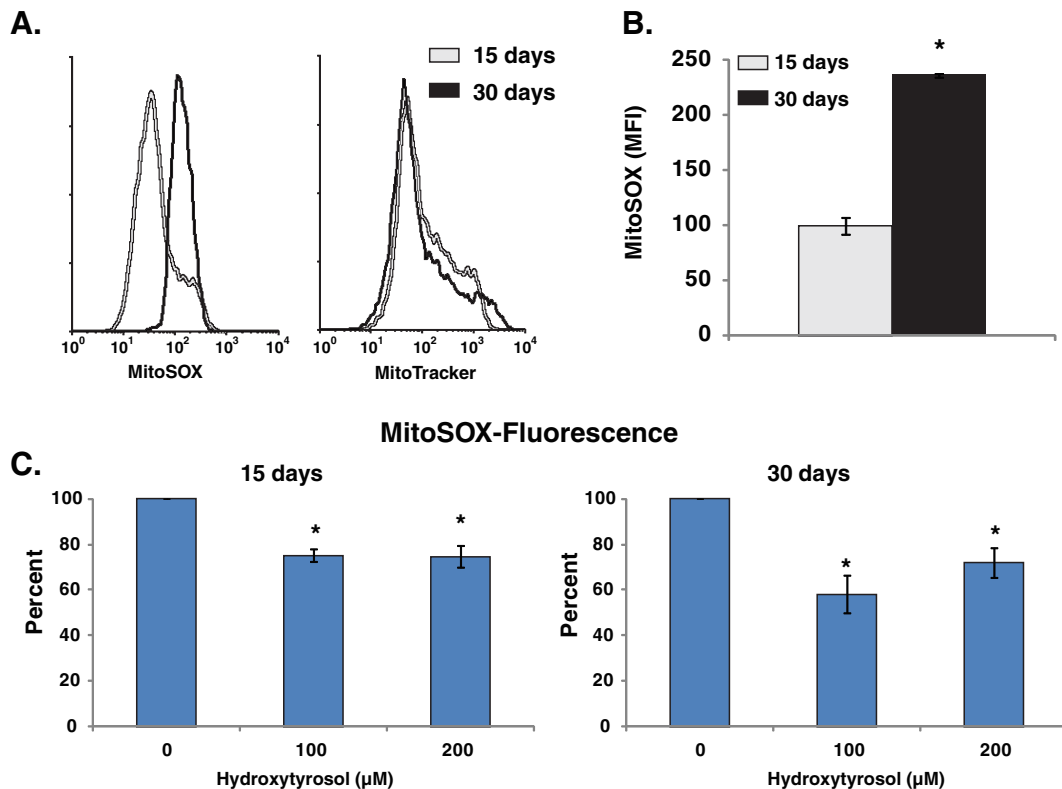 A.
15 days
30 days
10⁰ 10¹ 10² 10³ 10⁴
MitoSOX
10⁰ 10¹ 10² 10³ 10⁴
MitoTracker
B.
*
15 days
30 days
MitoSOX (MFI)
250
200
150
100
50
0
MitoSOX-Fluorescence
C.
15 days
Percent
100
80
60
40
20
0
* *
0 100 200
Hydroxytyrosol (µM)
30 days
Percent
100
80
60
40
20
0
* *
0 100 200
Hydroxytyrosol (µM)